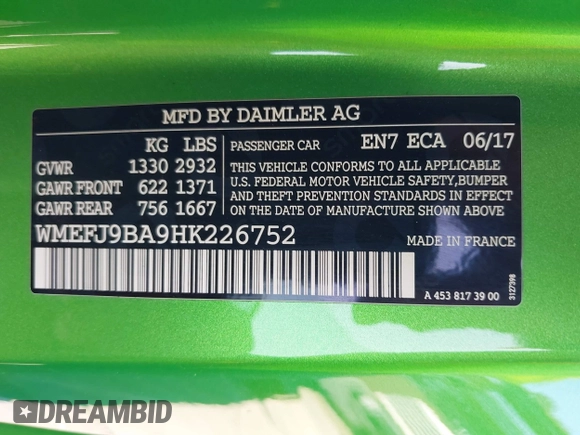 MFD BY DAIMLER AG
KG LBS
GVWR 1330 2932
GAWR FRONT 622 1371
GAWR REAR 756 1667
PASSENGER CAR EN7 ECA 06/17
THIS VEHICLE CONFORMS TO ALL APPLICABLE
U.S. FEDERAL MOTOR VEHICLE SAFETY,BUMPER
AND THEFT PREVENTION STANDARDS IN EFFECT
ON DATE OF MANUFACTURE SHOWN ABOVE
WMEFJ9BA9HK226752 MADE IN FRANCE
A 453 817 39 00
3127398
DREAMBID